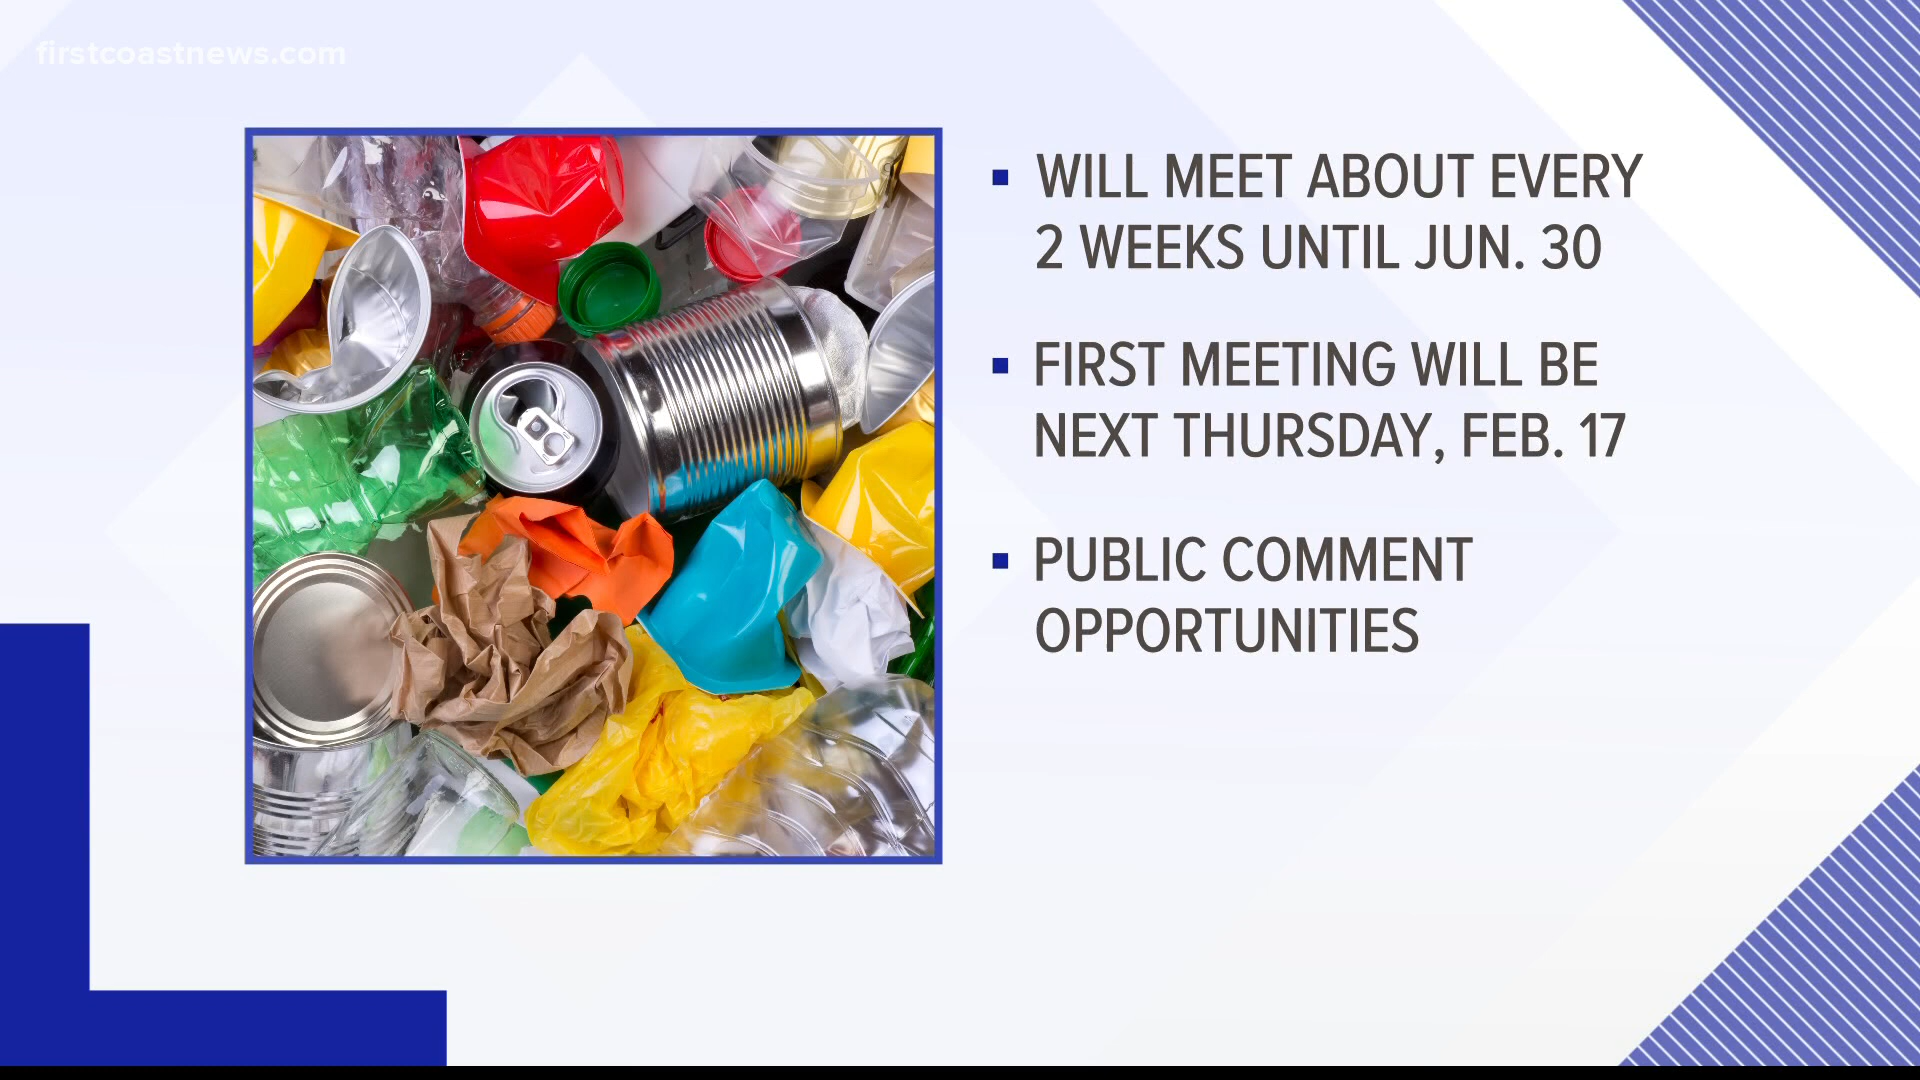 firstcoastnews.com
WILL MEET ABOUT EVERY
2 WEEKS UNTIL JUN. 30
FIRST MEETING WILL BE
NEXT THURSDAY, FEB. 17
PUBLIC COMMENT
OPPORTUNITIES